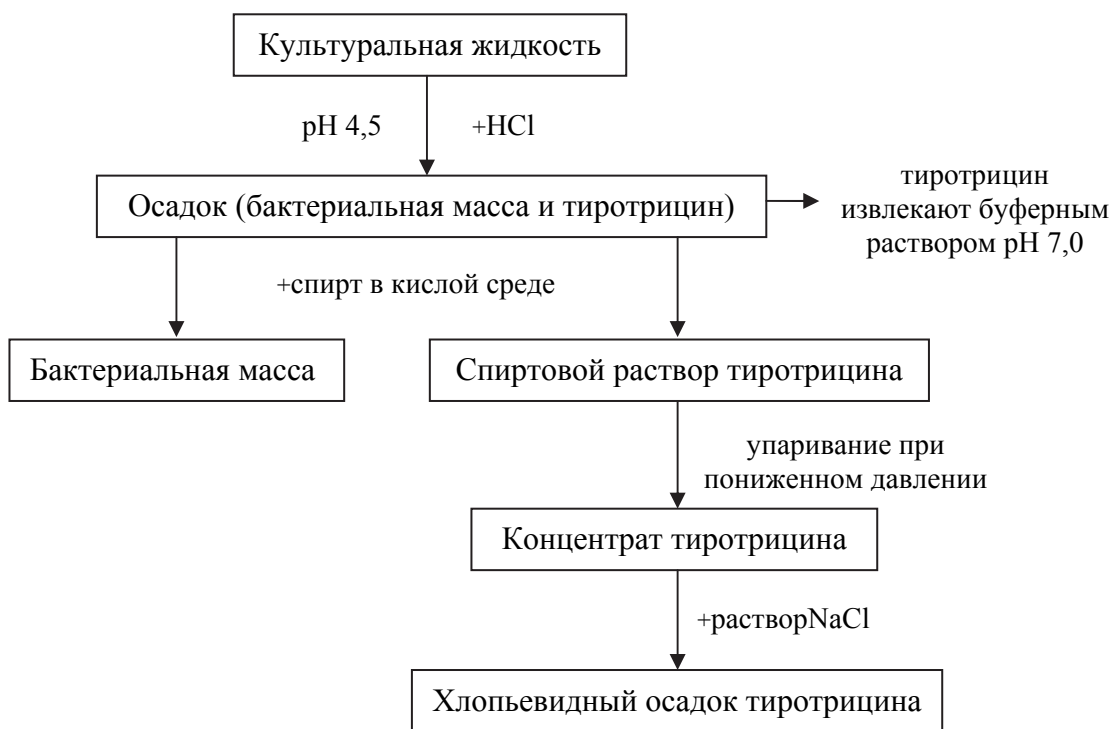 Культуральная жидкость
pH 4,5
+HCl
Осадок (бактериальная масса и тиротрицин)
тиротрицин
извлекают буферным
раствором pH 7,0
+спирт в кислой среде
Бактериальная масса
Спиртовой раствор тиротрицина
упаривание при
пониженном давлении
Концентрат тиротрицина
+растворNaCl
Хлопьевидный осадок тиротрицина